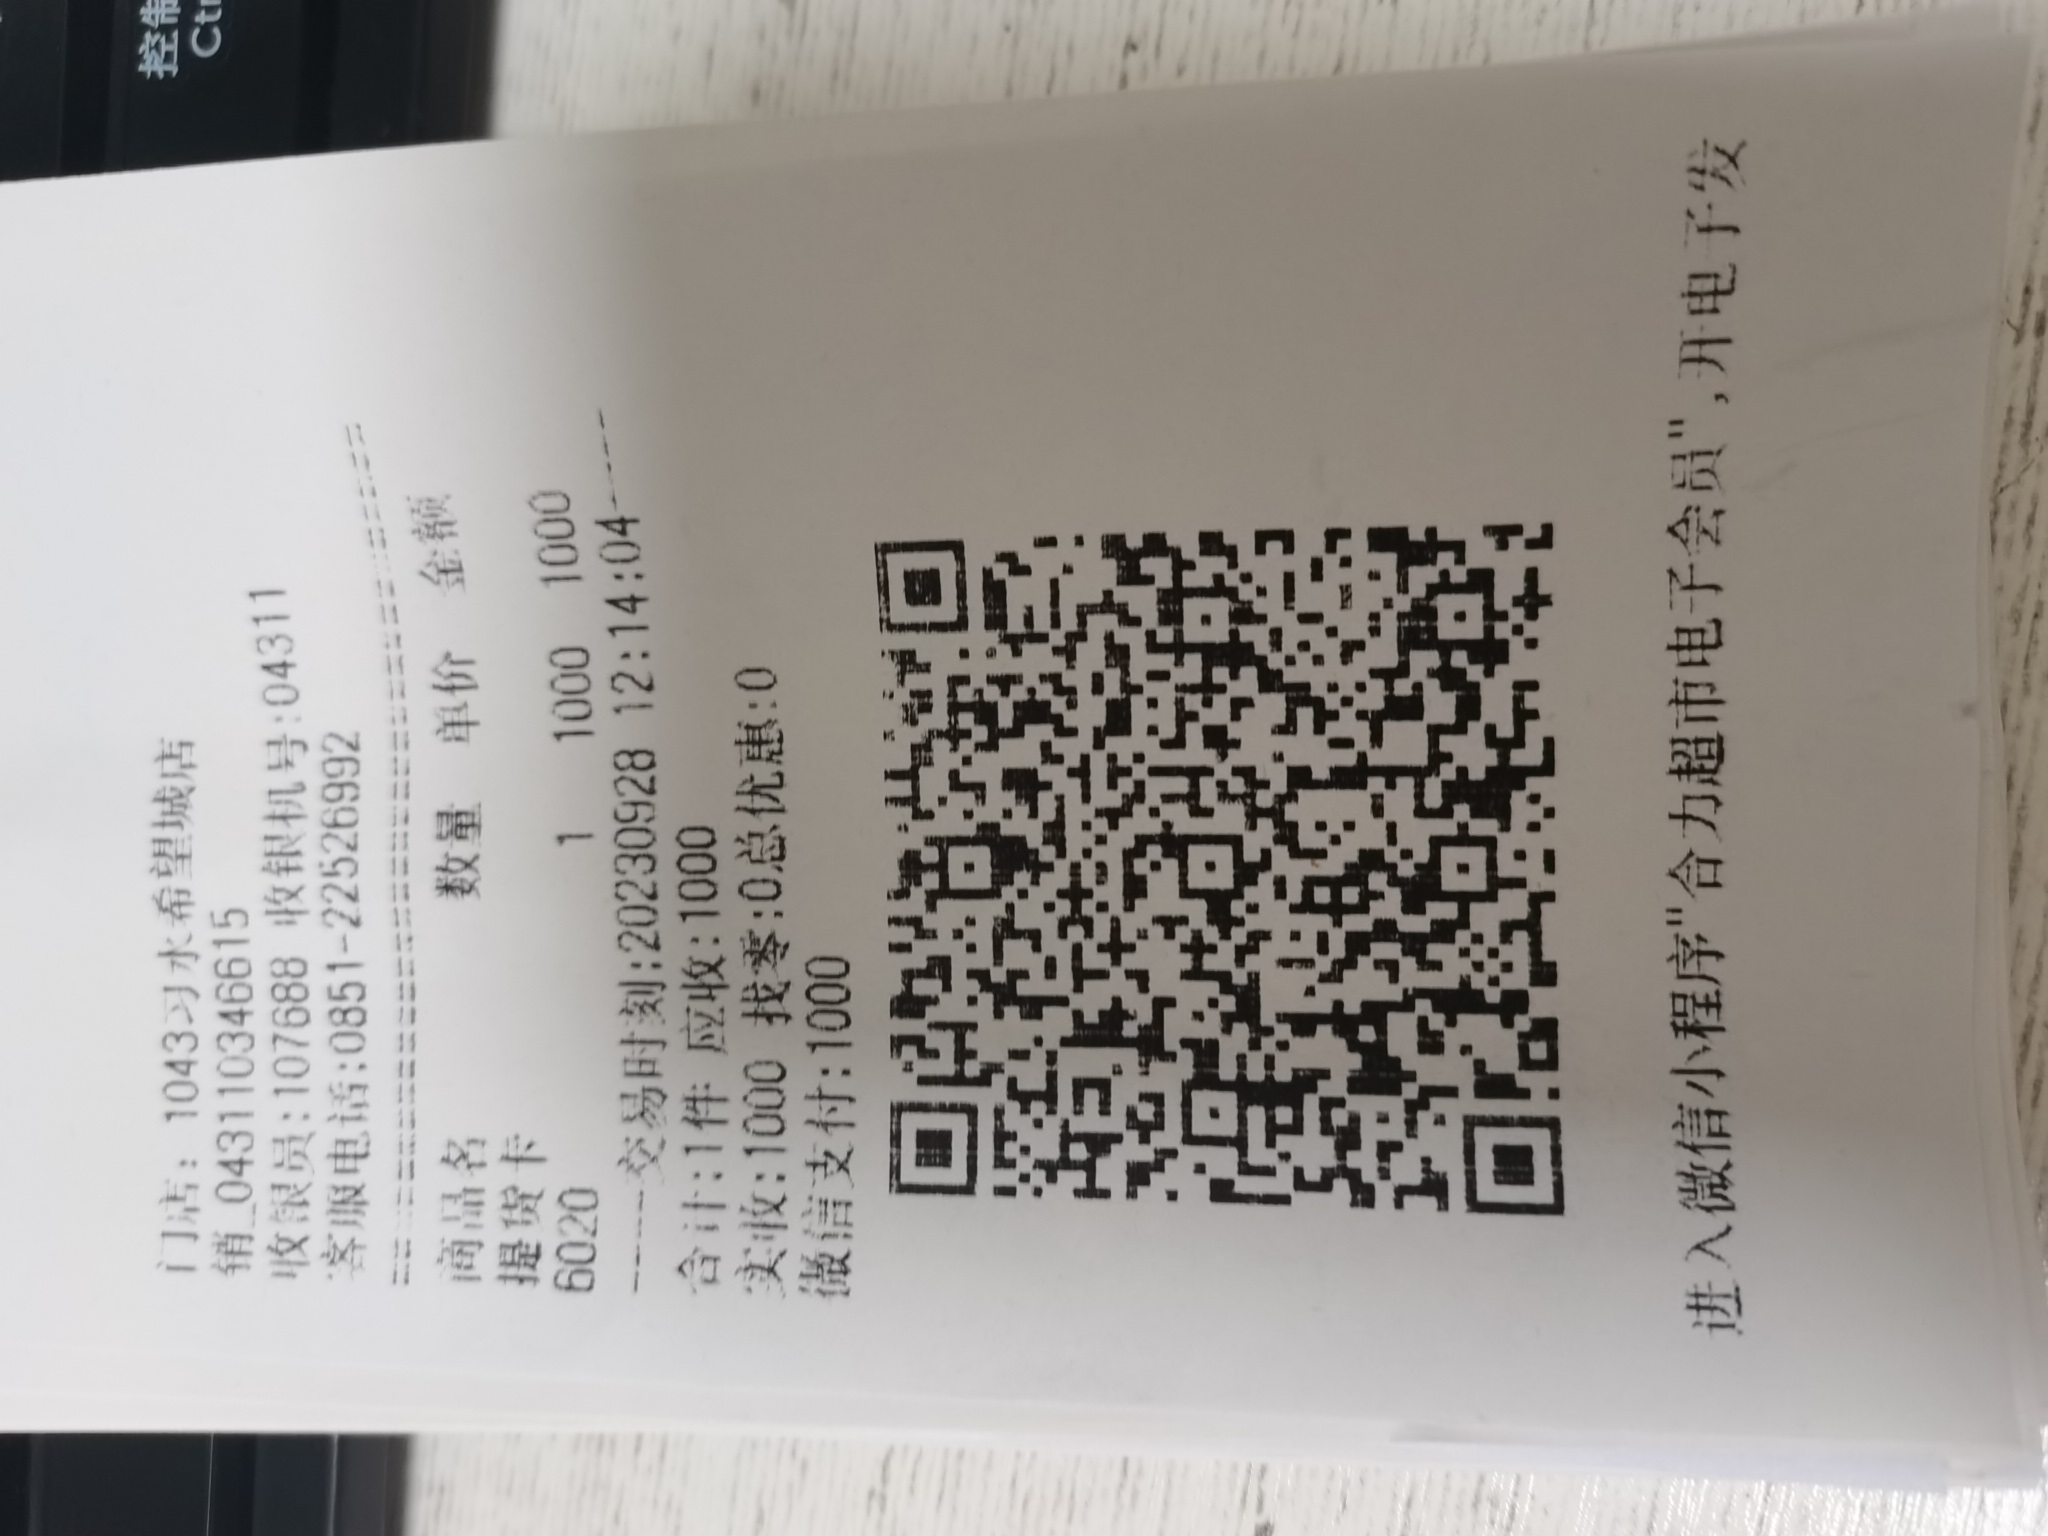 控制
Ctrl
门店: 1043习水希望城店
销_0431103466​15
收银员:107688 收银机号:04311
客服电话:0851-22526992
================================
商品名 数量 单价 金额
提货卡
6020 1 1000 1000
-----交易时刻:20230928 12:14:04-----
合计:1件 应收:1000
实收:1000 找零:0总优惠:0
微信支付:1000
进入微信小程序"合力超市电子会员",开电子发